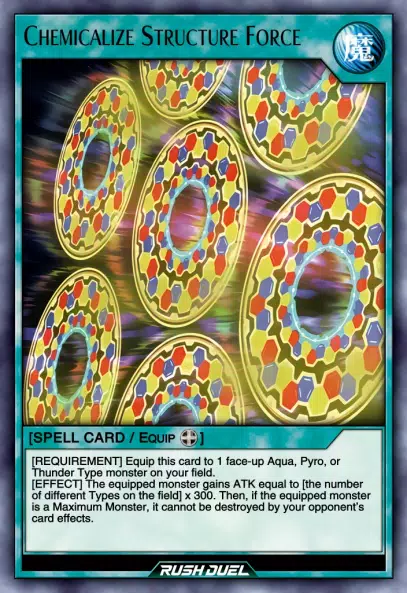 Chemicalize Structure Force
魔
[SPELL CARD / Equip ]
[REQUIREMENT] Equip this card to 1 face-up Aqua, Pyro, or
Thunder Type monster on your field.
[EFFECT] The equipped monster gains ATK equal to [the number
of different Types on the field] x 300. Then, if the equipped monster
is a Maximum Monster, it cannot be destroyed by your opponent's
card effects.
RUSH DUEL